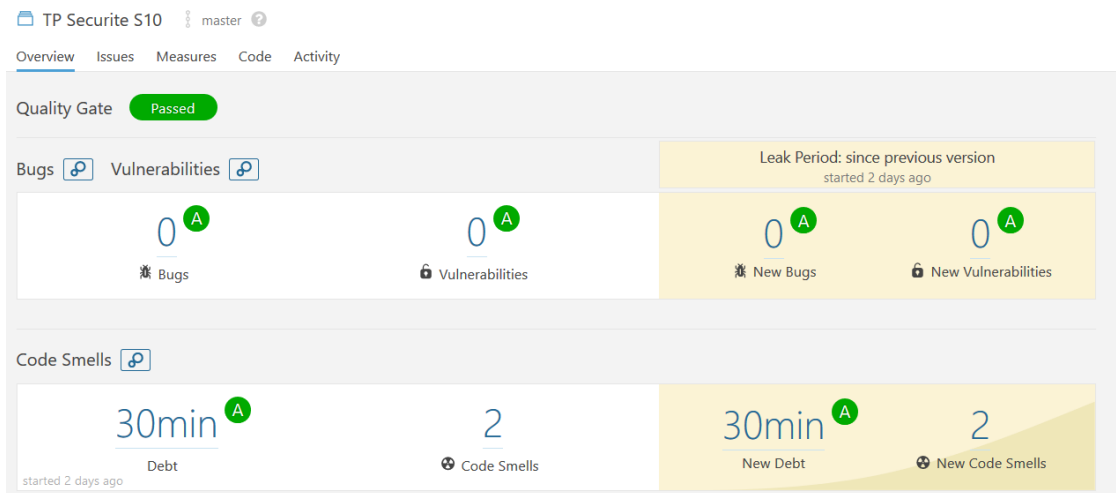 TP Securite S10 master ?
Overview Issues Measures Code Activity
Quality Gate Passed
Bugs Vulnerabilities
Leak Period: since previous version
started 2 days ago
0 A 0 A 0 A 0 A
Bugs Vulnerabilities New Bugs New Vulnerabilities
Code Smells
30min A 2 30min A 2
Debt Code Smells New Debt New Code Smells
started 2 days ago